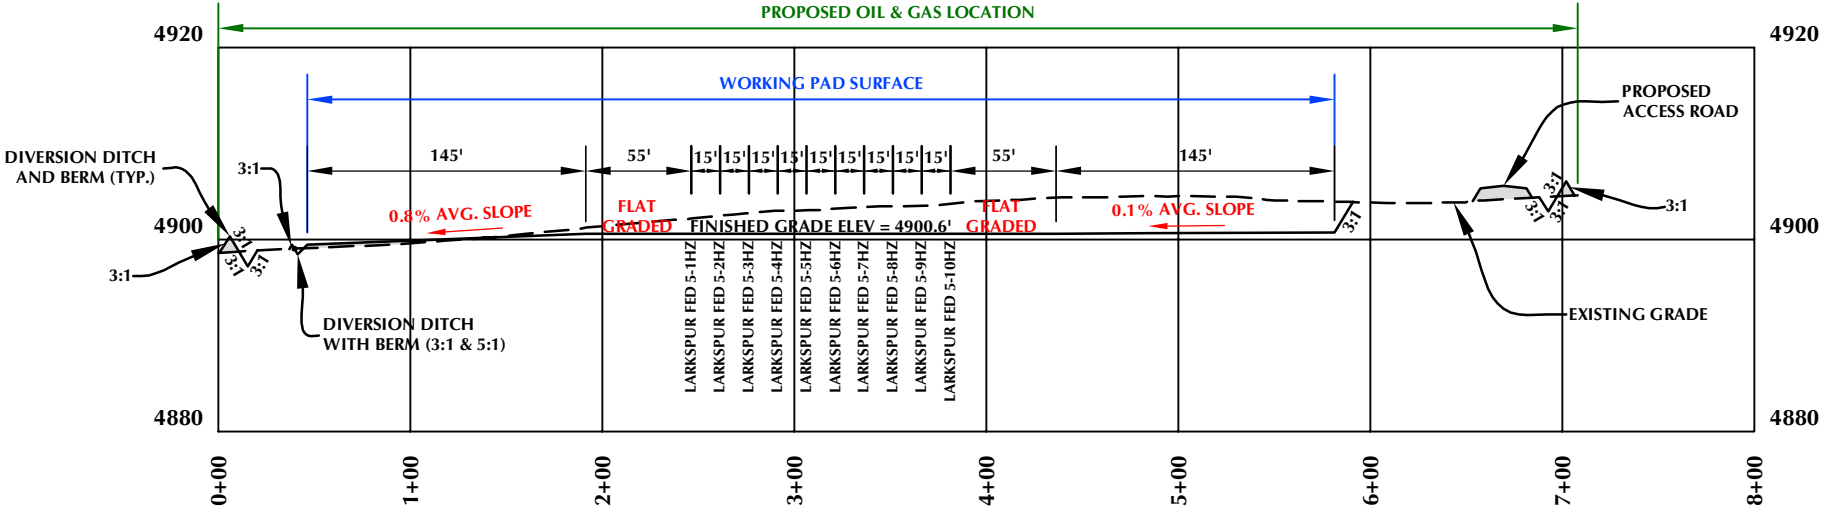 PROPOSED OIL & GAS LOCATION
4920
4920
WORKING PAD SURFACE
PROPOSED
ACCESS ROAD
DIVERSION DITCH
AND BERM (TYP.)
3:1
145'
55'
15'
15'
15'
15'
15'
15'
15'
15'
15'
55'
145'
3:1
3:1
0.8% AVG. SLOPE
FLAT
GRADED
FINISHED GRADE ELEV = 4900.6'
FLAT
GRADED
0.1% AVG. SLOPE
3:1
3:1
3:1
4900
4900
3:1
3:1
3:1
3:1
3:1
LARKSPUR FED 5-1HZ
LARKSPUR FED 5-2HZ
LARKSPUR FED 5-3HZ
LARKSPUR FED 5-4HZ
LARKSPUR FED 5-5HZ
LARKSPUR FED 5-6HZ
LARKSPUR FED 5-7HZ
LARKSPUR FED 5-8HZ
LARKSPUR FED 5-9HZ
LARKSPUR FED 5-10HZ
DIVERSION DITCH
WITH BERM (3:1 & 5:1)
EXISTING GRADE
4880
4880
0+00
1+00
2+00
3+00
4+00
5+00
6+00
7+00
8+00